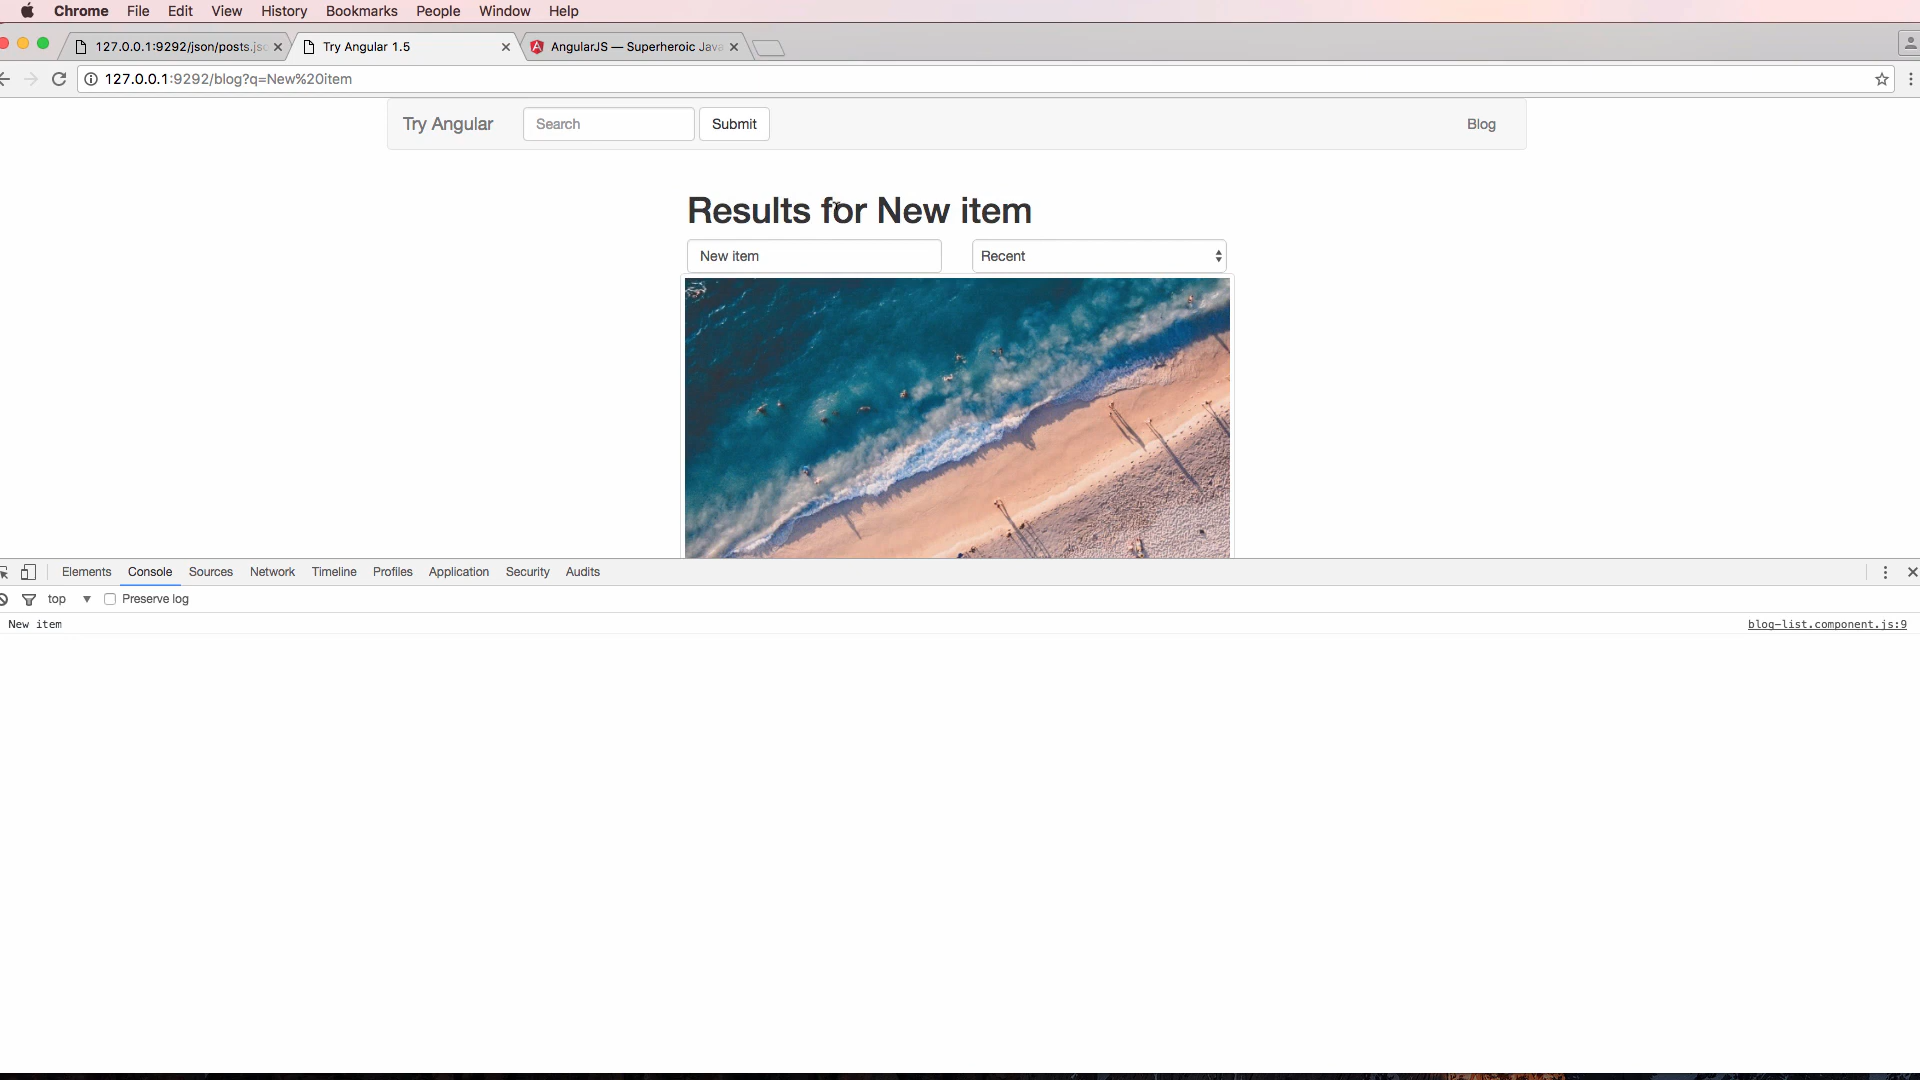 Chrome File Edit View History Bookmarks People Window Help
127.0.0.1:9292/json/posts.js Try Angular 1.5 AngularJS — Superheroic Java
127.0.0.1:9292/blog?q=New%20item
Try Angular Search Submit Blog
Results for New item
New item Recent
Elements Console Sources Network Timeline Profiles Application Security Audits
top Preserve log
New item blog-list.component.js:9